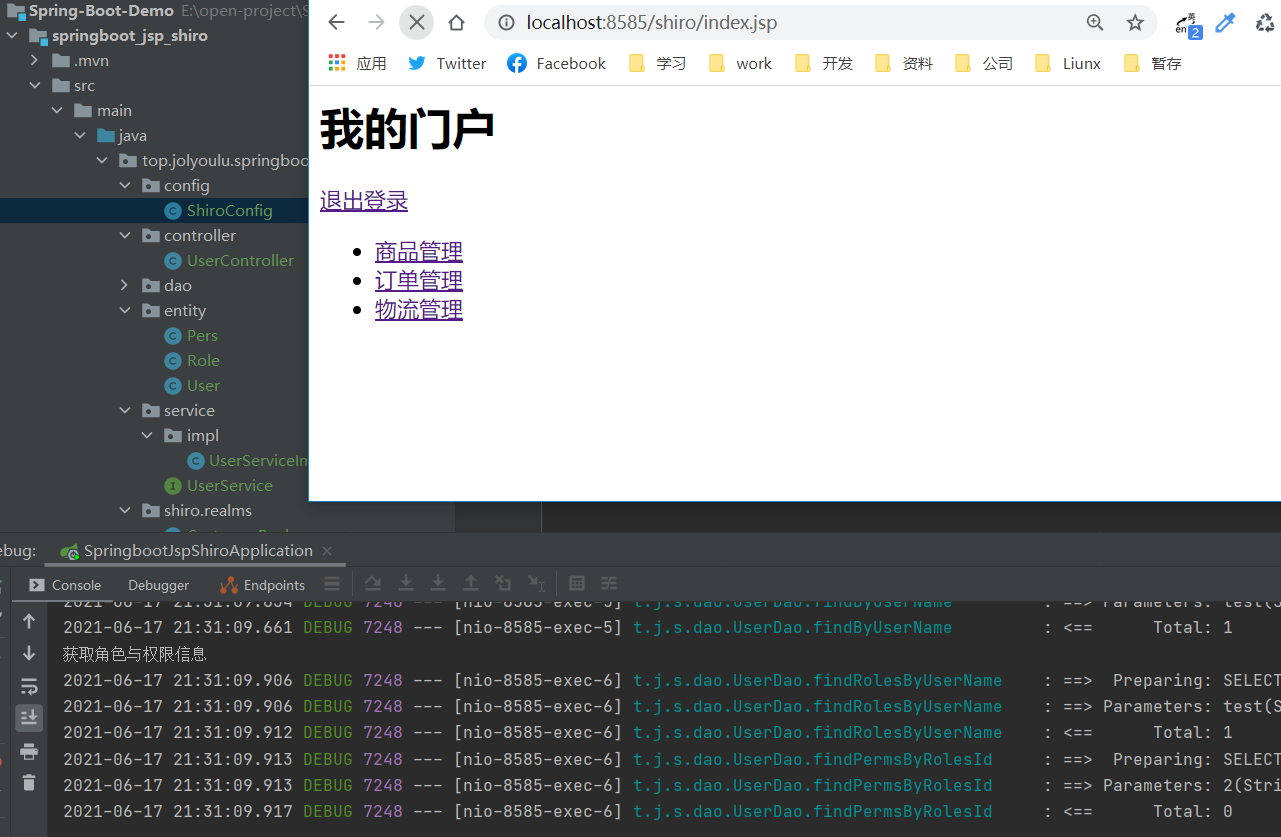 Spring-Boot-Demo E:\open-project\S
springboot_jsp_shiro
.mvn
src
main
java
top.jolyoulu.springboo
config
ShiroConfig
controller
UserController
dao
entity
Pers
Role
User
service
impl
UserServiceIm
UserService
shiro.realms
localhost:8585/shiro/index.jsp
英
en 2
应用 Twitter Facebook 学习 work 开发 资料 公司 Liunx 暂存
我的门户
退出登录
商品管理
订单管理
物流管理
ebug: SpringbootJspShiroApplication
Console Debugger Endpoints
2021-06-17 21:31:09.654 DEBUG 7248 --- [nio-8585-exec-5] t.j.s.dao.UserDao.findByUserName : ==> Parameters: test(S
2021-06-17 21:31:09.661 DEBUG 7248 --- [nio-8585-exec-5] t.j.s.dao.UserDao.findByUserName : <== Total: 1
获取角色与权限信息
2021-06-17 21:31:09.906 DEBUG 7248 --- [nio-8585-exec-6] t.j.s.dao.UserDao.findRolesByUserName : ==> Preparing: SELECT
2021-06-17 21:31:09.906 DEBUG 7248 --- [nio-8585-exec-6] t.j.s.dao.UserDao.findRolesByUserName : ==> Parameters: test(S
2021-06-17 21:31:09.912 DEBUG 7248 --- [nio-8585-exec-6] t.j.s.dao.UserDao.findRolesByUserName : <== Total: 1
2021-06-17 21:31:09.913 DEBUG 7248 --- [nio-8585-exec-6] t.j.s.dao.UserDao.findPermsByRolesId : ==> Preparing: SELECT
2021-06-17 21:31:09.913 DEBUG 7248 --- [nio-8585-exec-6] t.j.s.dao.UserDao.findPermsByRolesId : ==> Parameters: 2(Stri
2021-06-17 21:31:09.917 DEBUG 7248 --- [nio-8585-exec-6] t.j.s.dao.UserDao.findPermsByRolesId : <== Total: 0